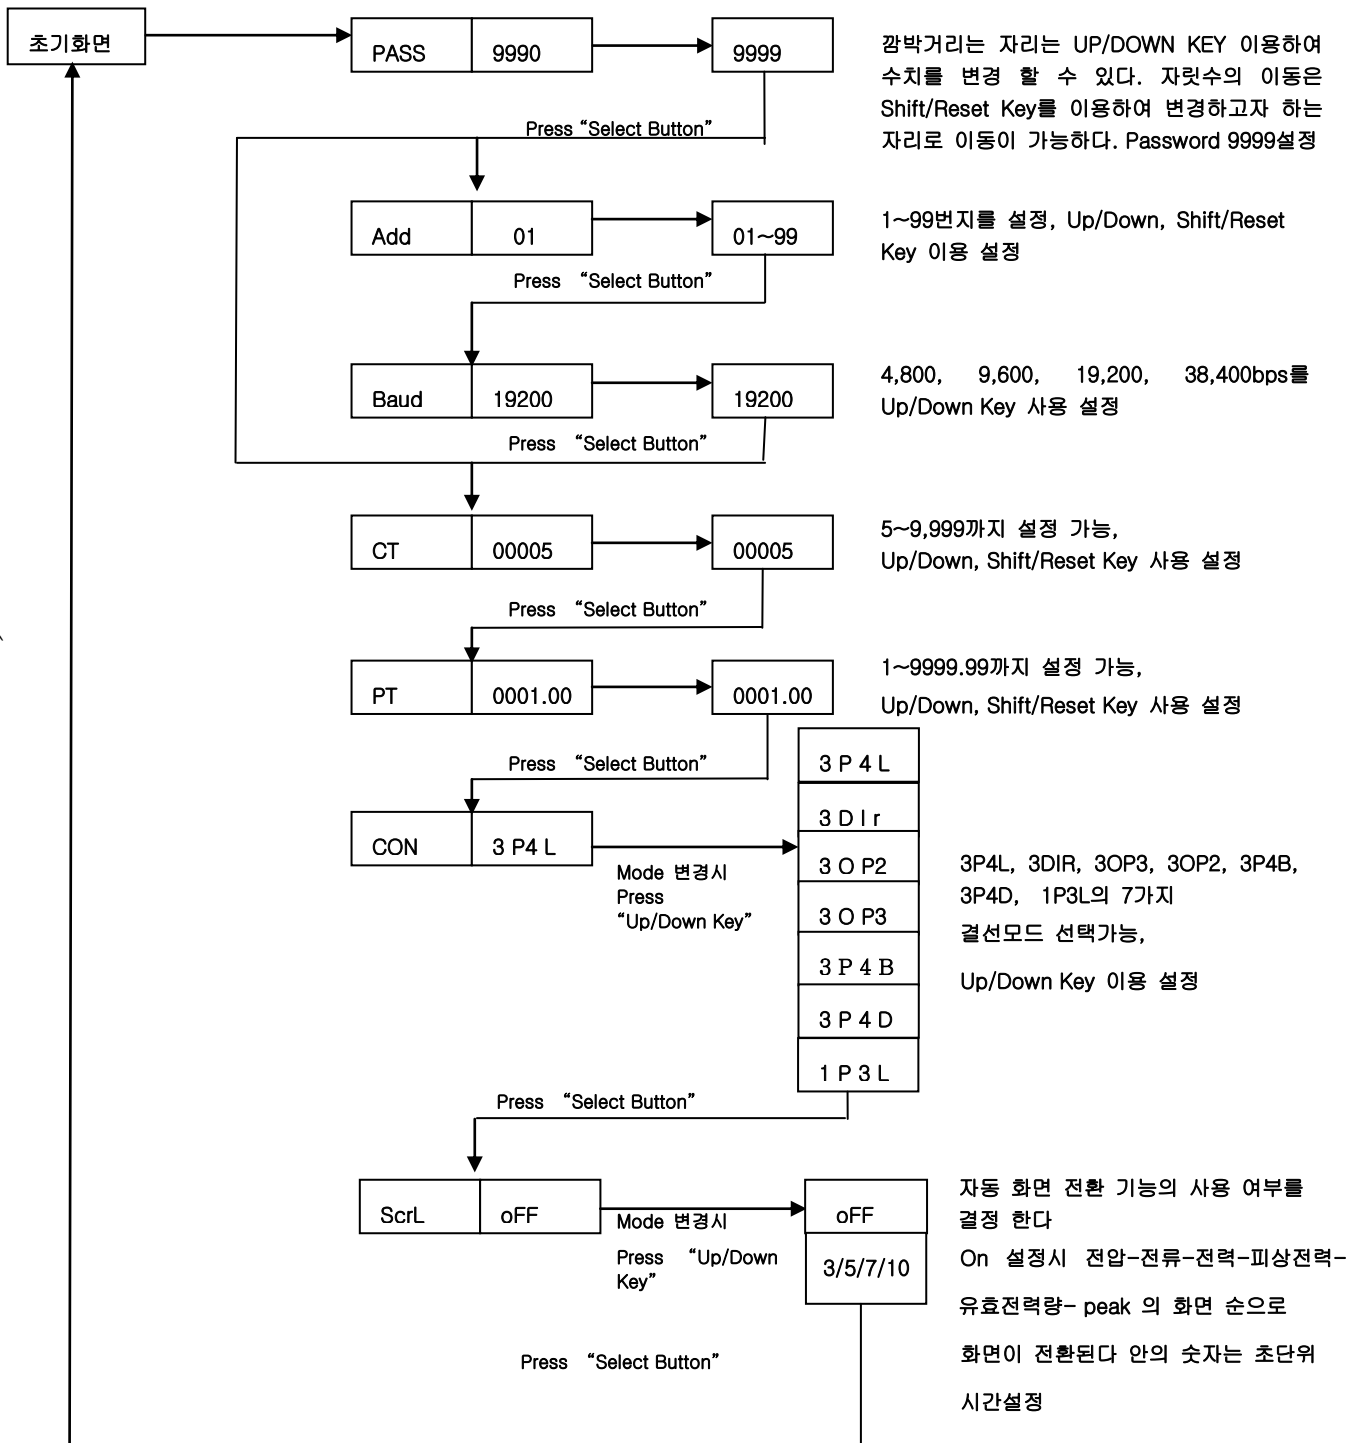 초기화면
PASS 9990 9999
깜박거리는 자리는 UP/DOWN KEY 이용하여
수치를 변경 할 수 있다. 자릿수의 이동은
Shift/Reset Key를 이용하여 변경하고자 하는
자리로 이동이 가능하다. Password 9999설정
Press “Select Button”
Add 01 01~99
1~99번지를 설정, Up/Down, Shift/Reset
Key 이용 설정
Press “Select Button”
Baud 19200 19200
4,800, 9,600, 19,200, 38,400bps를
Up/Down Key 사용 설정
Press “Select Button”
CT 00005 00005
5~9,999까지 설정 가능,
Up/Down, Shift/Reset Key 사용 설정
Press “Select Button”
PT 0001.00 0001.00
1~9999.99까지 설정 가능,
Up/Down, Shift/Reset Key 사용 설정
Press “Select Button”
CON 3 P4 L
Mode 변경시
Press
“Up/Down Key”
3 P 4 L
3 D I r
3 O P2
3 O P3
3 P 4 B
3 P 4 D
1 P 3 L
3P4L, 3DIR, 3OP3, 3OP2, 3P4B,
3P4D, 1P3L의 7가지
결선모드 선택가능,
Up/Down Key 이용 설정
Press “Select Button”
ScrL oFF
Mode 변경시
Press “Up/Down
Key”
oFF
3/5/7/10
자동 화면 전환 기능의 사용 여부를
결정 한다
On 설정시 전압-전류-전력-피상전력-
유효전력량- peak 의 화면 순으로
화면이 전환된다 안의 숫자는 초단위
시간설정
Press “Select Button”